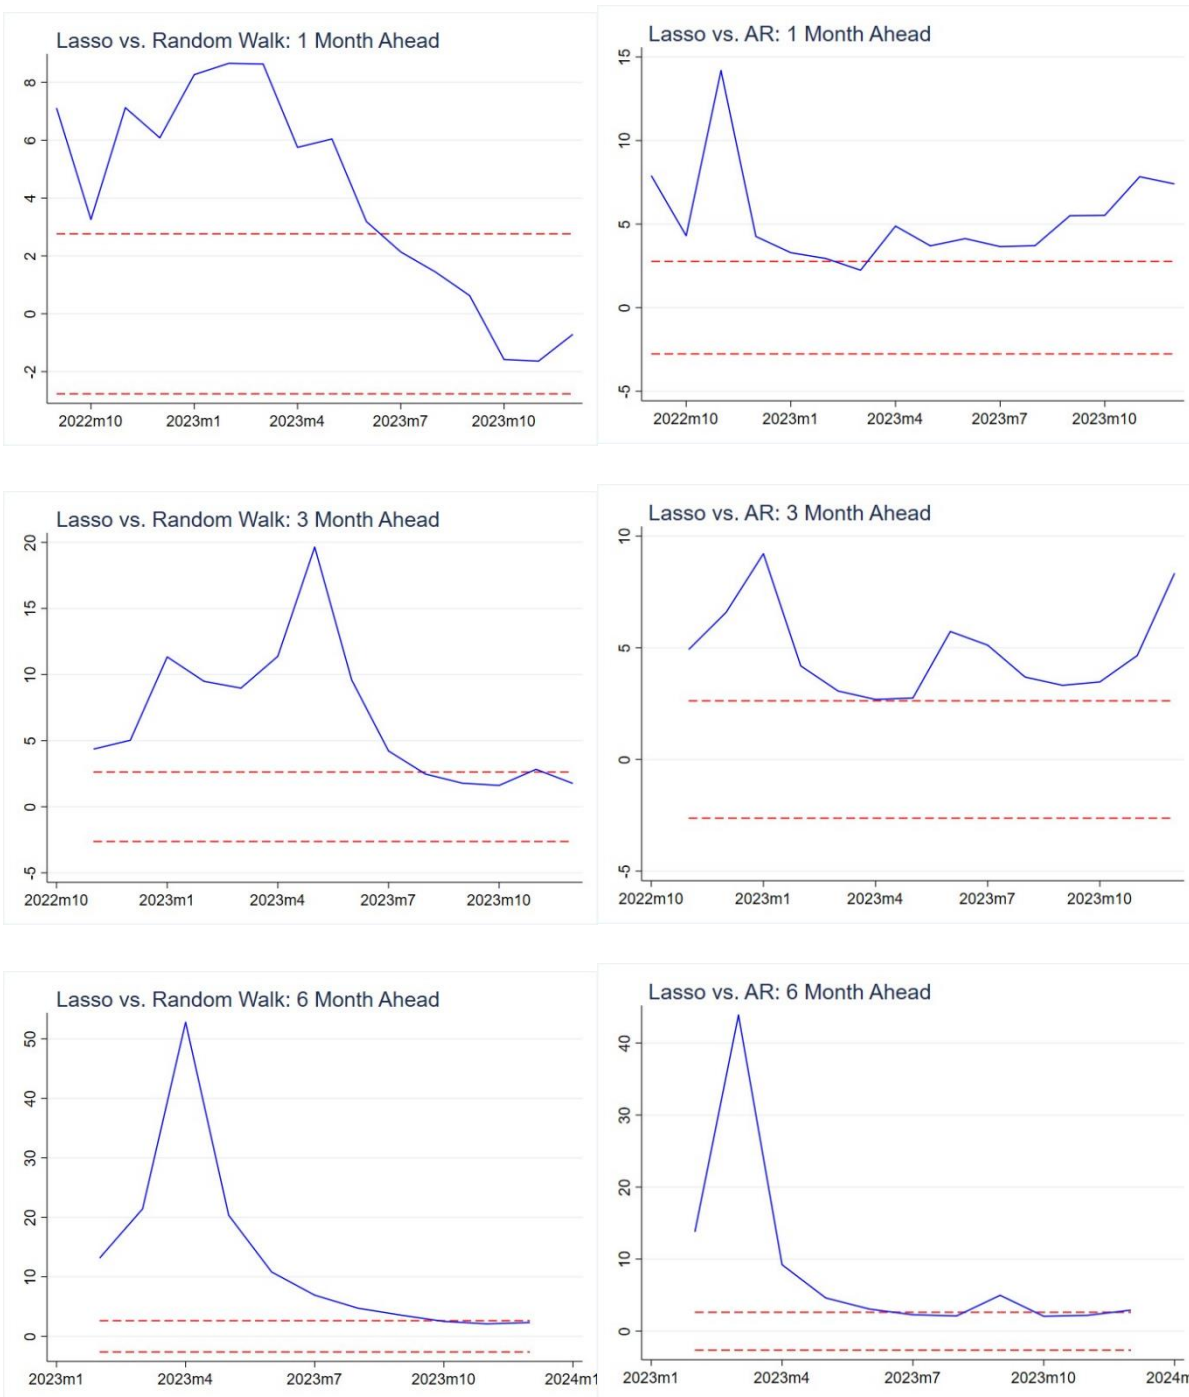 Lasso vs. Random Walk: 1 Month Ahead
8
6
4
2
0
-2
2022m10 2023m1 2023m4 2023m7 2023m10
Lasso vs. AR: 1 Month Ahead
15
10
5
0
-5
2022m10 2023m1 2023m4 2023m7 2023m10
Lasso vs. Random Walk: 3 Month Ahead
20
15
10
5
0
-5
2022m10 2023m1 2023m4 2023m7 2023m10
Lasso vs. AR: 3 Month Ahead
10
5
0
-5
2022m10 2023m1 2023m4 2023m7 2023m10
Lasso vs. Random Walk: 6 Month Ahead
50
40
30
20
10
0
2023m1 2023m4 2023m7 2023m10 2024m1
Lasso vs. AR: 6 Month Ahead
40
30
20
10
0
2023m1 2023m4 2023m7 2023m10 2024m